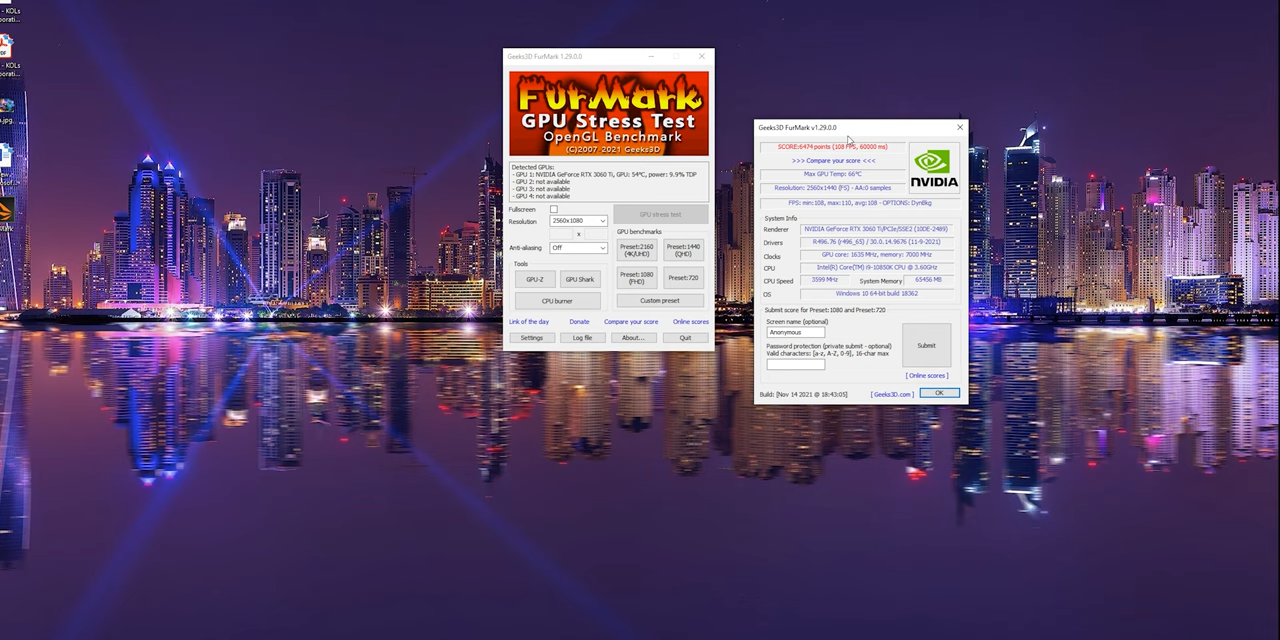 - KOLs
porati...
PDF
- KOLs
porati...
.jpg
Geeks3D FurMark 1.29.0.0
FurMark
GPU Stress Test
OpenGL Benchmark
(C)2007-2021 Geeks3D
Detected GPUs:
- GPU 1: NVIDIA GeForce RTX 3060 Ti, GPU: 54°C, power: 9.9% TDP
- GPU 2: not available
- GPU 3: not available
- GPU 4: not available
Fullscreen
Resolution
2560x1080
x
Anti-aliasing
Off
GPU stress test
GPU benchmarks
Preset:2160
(4K/UHD)
Preset:1440
(QHD)
Preset:1080
(FHD)
Preset:720
Custom preset
Tools
GPU-Z
GPU Shark
CPU burner
Link of the day
Donate
Compare your score
Online scores
Settings
Log file
About...
Quit
Geeks3D FurMark v1.29.0.0
SCORE:6474 points (108 FPS, 60000 ms)
>>> Compare your score <<<
Max GPU Temp: 66°C
Resolution: 2560x1440 (FS) - AA:0 samples
FPS: min:108, max:110, avg:108 - OPTIONS: DynBkg
NVIDIA
System Info
Renderer
NVIDIA GeForce RTX 3060 Ti/PCIe/SSE2 (10DE-2489)
Drivers
R496.76 (r496_65) / 30.0.14.9676 (11-9-2021)
Clocks
GPU core: 1635 MHz, memory: 7000 MHz
CPU
Intel(R) Core(TM) i9-10850K CPU @ 3.60GHz
CPU Speed
3599 MHz
System Memory
65456 MB
OS
Windows 10 64-bit build 18362
Submit score for Preset:1080 and Preset:720
Screen name (optional)
Anonymous
Password protection (private submit - optional)
Valid characters: [a-z, A-Z, 0-9], 16-char max
Submit
[ Online scores ]
Build: [Nov 14 2021 @ 18:43:05]
[ Geeks3D.com ]
OK